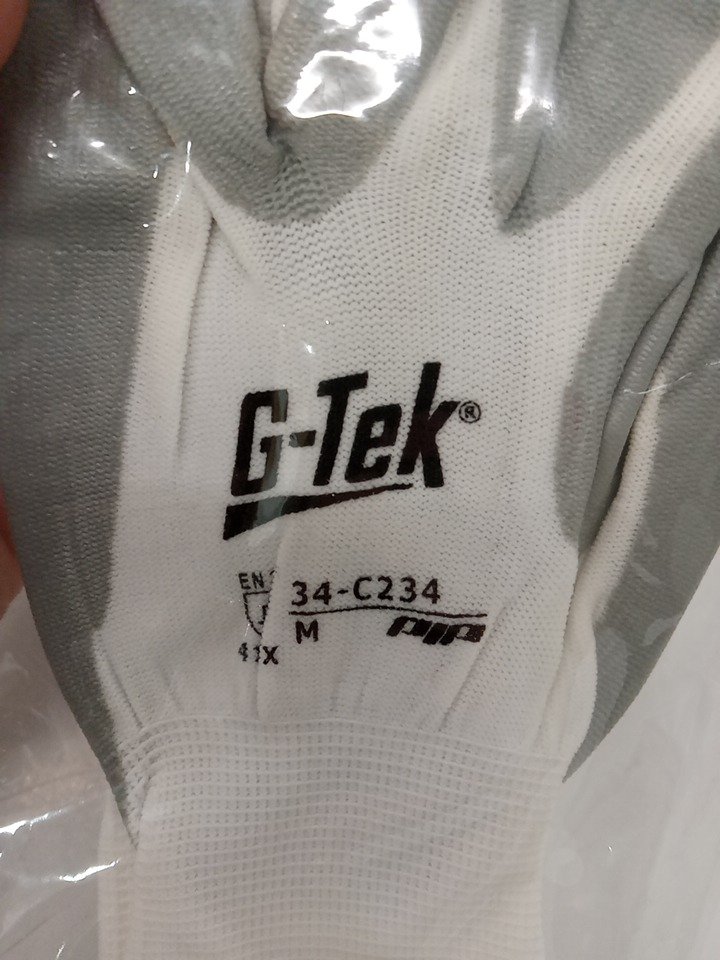 G-Tek®
EN
34-C234
M
pip